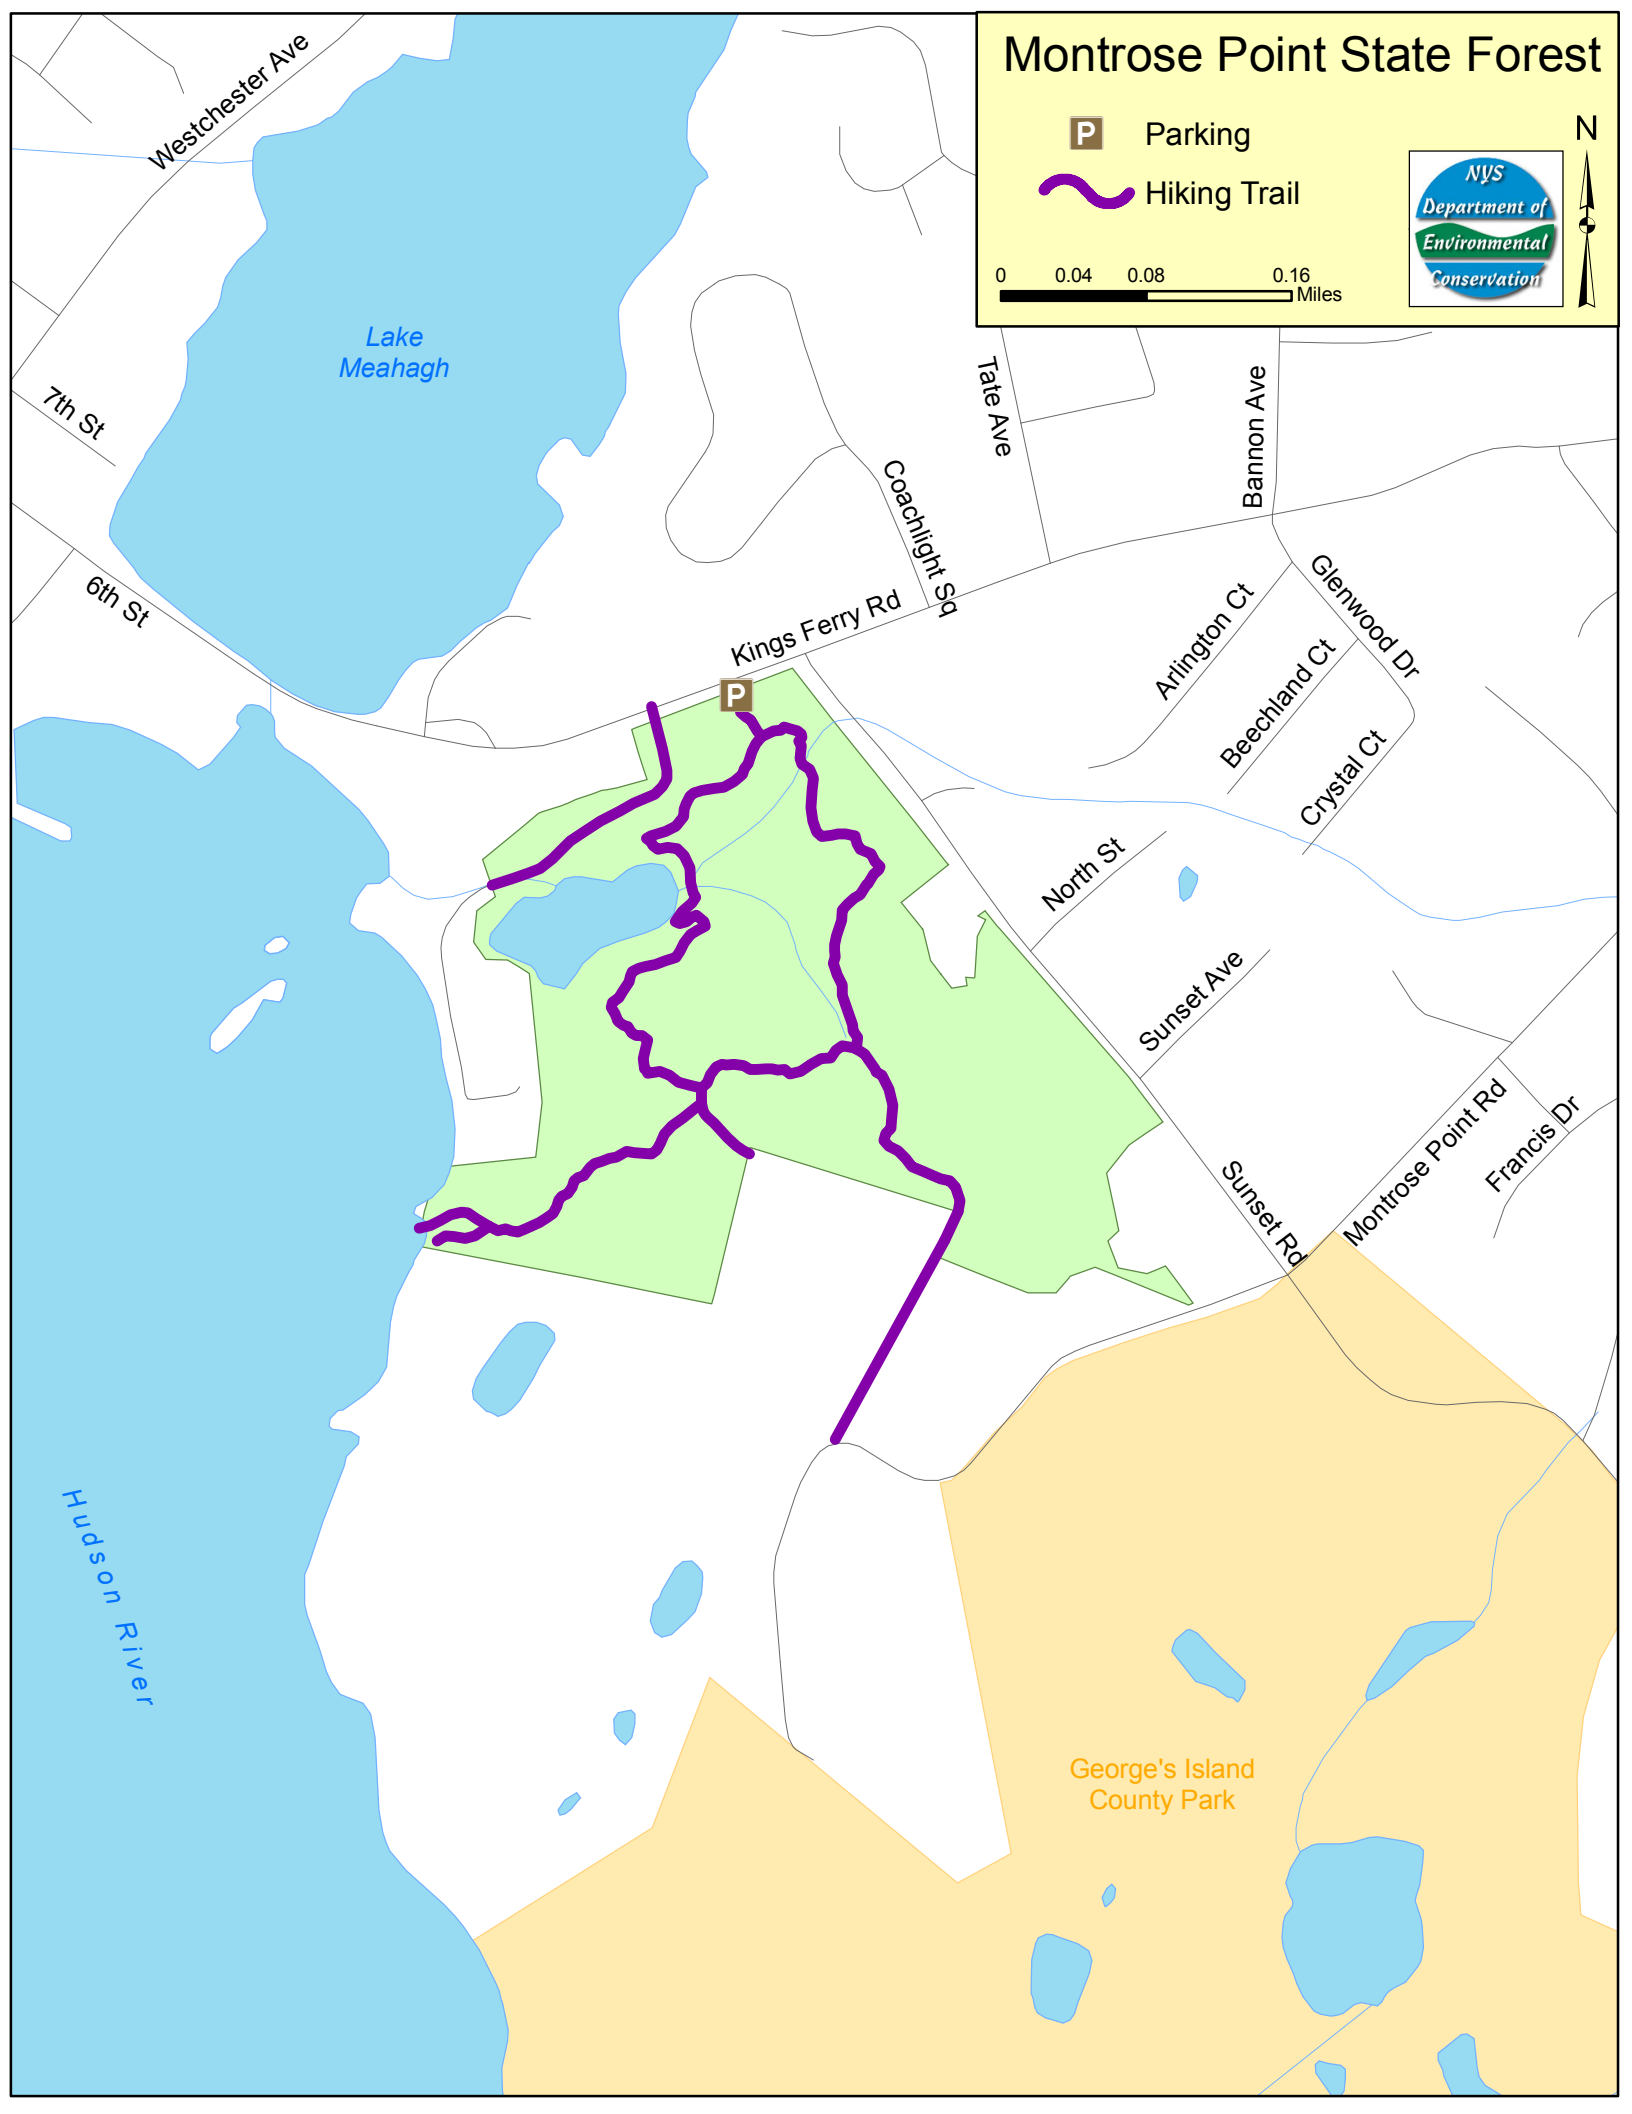 Montrose Point State Forest
P Parking
Hiking Trail
N
NYS
Department of
Environmental
Conservation
0 0.04 0.08 0.16
Miles
Westchester Ave
Lake
Meahagh
7th St
6th St
Tate Ave
Bannon Ave
Coachlight Sq
Kings Ferry Rd
P
Glenwood Dr
Arlington Ct
Beechland Ct
Crystal Ct
North St
Sunset Ave
Sunset Rd
Montrose Point Rd
Francis Dr
Hudson River
George's Island
County Park